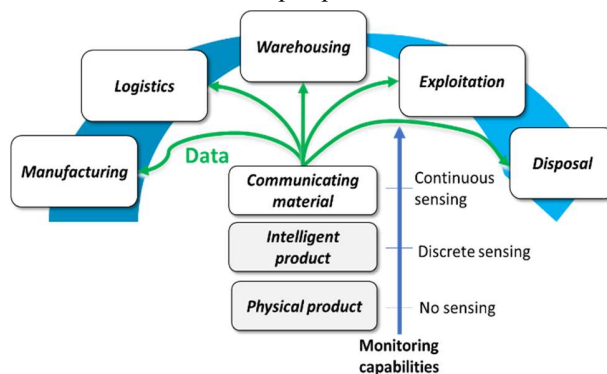 Warehousing
Logistics
Exploitation
Manufacturing
Data
Disposal
Communicating
material
Continuous
sensing
Intelligent
product
Discrete sensing
Physical product
No sensing
Monitoring
capabilities